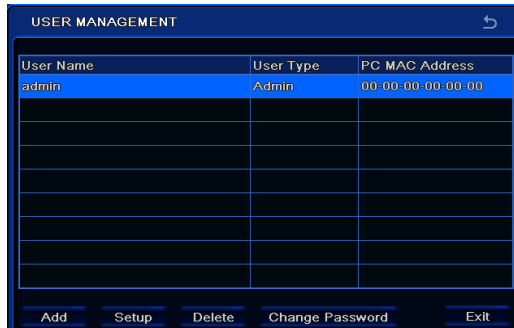 USER MANAGEMENT
User Name User Type PC MAC Address
admin Admin 00-00-00-00-00-00
Add Setup Delete Change Password Exit